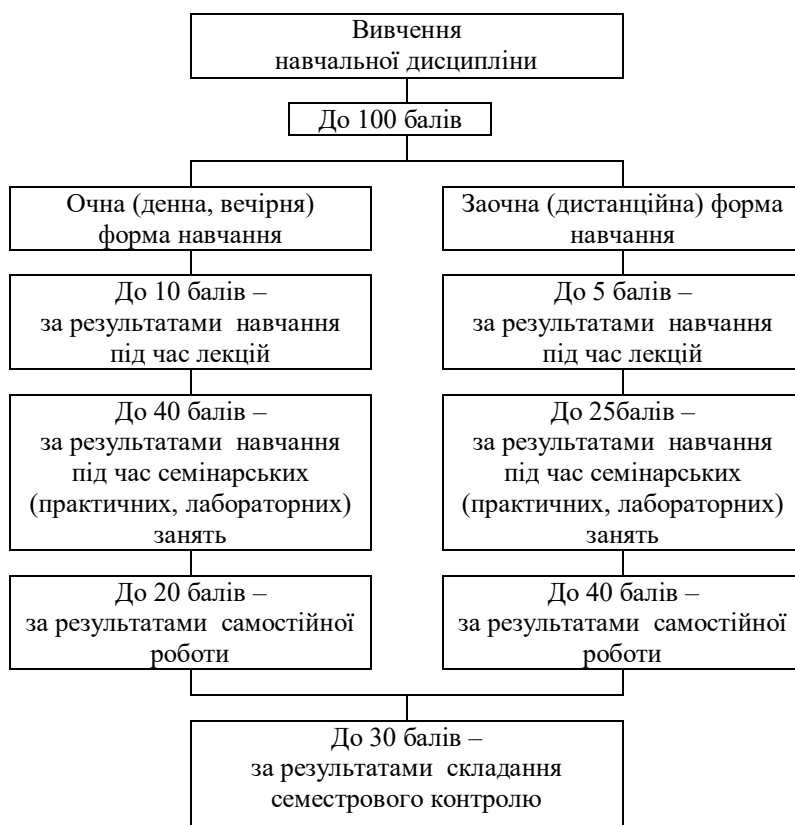 Вивчення
навчальної дисципліни
До 100 балів
Очна (денна, вечірня)
форма навчання
До 10 балів –
за результатами навчання
під час лекцій
До 40 балів –
за результатами навчання
під час семінарських
(практичних, лабораторних)
занять
До 20 балів –
за результатами самостійної
роботи
Заочна (дистанційна) форма
навчання
До 5 балів –
за результатами навчання
під час лекцій
До 25балів –
за результатами навчання
під час семінарських
(практичних, лабораторних)
занять
До 40 балів –
за результатами самостійної
роботи
До 30 балів –
за результатами складання
семестрового контролю